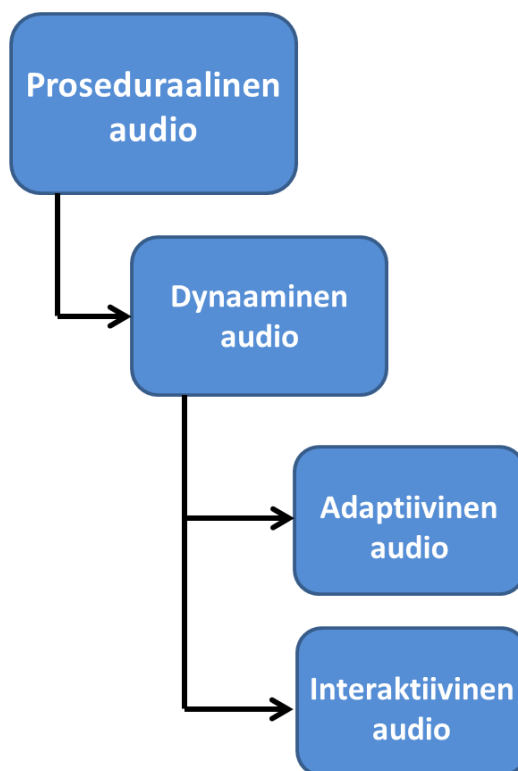 Proseduraalinen
audio
Dynaaminen
audio
Adaptiivinen
audio
Interaktiivinen
audio